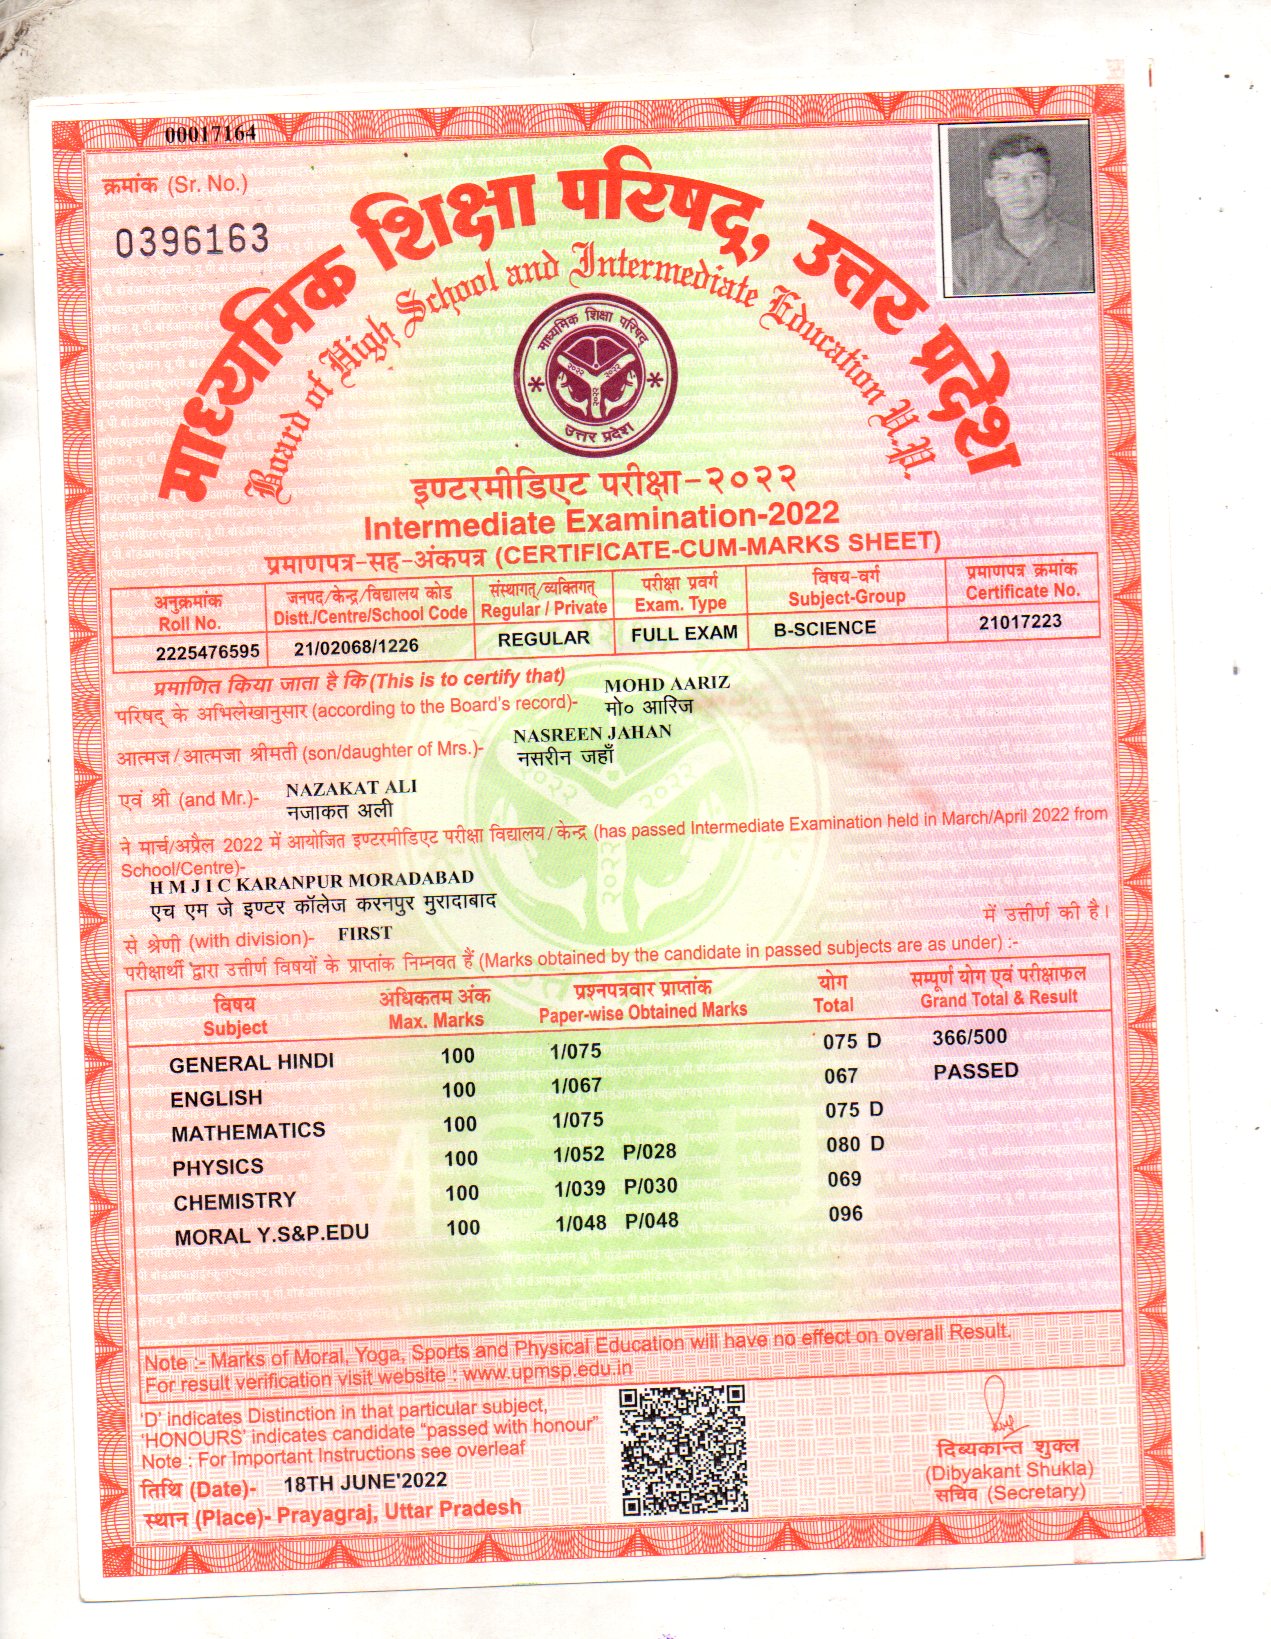 00017164
क्रमांक (Sr. No.)
0396163
माध्यमिक शिक्षा परिषद्, उत्तर प्रदेश
Board of High School and Intermediate Education U.P.
माध्यमिक शिक्षा परिषद्
२०२२ २०२२
२०२२
उत्तर प्रदेश
इण्टरमीडिएट परीक्षा-२०२२
Intermediate Examination-2022
प्रमाणपत्र-सह-अंकपत्र (CERTIFICATE-CUM-MARKS SHEET)
अनुक्रमांक जनपद/केन्द्र/विद्यालय कोड संस्थागत्/व्यक्तिगत् परीक्षा प्रवर्ग विषय-वर्ग प्रमाणपत्र क्रमांक
Roll No. Distt./Centre/School Code Regular / Private Exam. Type Subject-Group Certificate No.
2225476595 21/02068/1226 REGULAR FULL EXAM B-SCIENCE 21017223
प्रमाणित किया जाता है कि (This is to certify that) MOHD AARIZ
परिषद् के अभिलेखानुसार (according to the Board's record)- मो० आरिज
NASREEN JAHAN
आत्मज/आत्मजा श्रीमती (son/daughter of Mrs.)- नसरीन जहाँ
एवं श्री (and Mr.)- NAZAKAT ALI
नजाकत अली
ने मार्च/अप्रैल 2022 में आयोजित इण्टरमीडिएट परीक्षा विद्यालय/केन्द्र (has passed Intermediate Examination held in March/April 2022 from
School/Centre)-
H M J I C KARANPUR MORADABAD
एच एम जे इण्टर कॉलेज करनपुर मुरादाबाद
में उत्तीर्ण की है।
से श्रेणी (with division)- FIRST
परीक्षार्थी द्वारा उत्तीर्ण विषयों के प्राप्तांक निम्नवत हैं (Marks obtained by the candidate in passed subjects are as under) :-
विषय अधिकतम अंक प्रश्नपत्रवार प्राप्तांक योग सम्पूर्ण योग एवं परीक्षाफल
Subject Max. Marks Paper-wise Obtained Marks Total Grand Total & Result
GENERAL HINDI 100 1/075 075 D 366/500
ENGLISH 100 1/067 067 PASSED
MATHEMATICS 100 1/075 075 D
PHYSICS 100 1/052 P/028 080 D
CHEMISTRY 100 1/039 P/030 069
MORAL Y.S&P.EDU 100 1/048 P/048 096
Note :- Marks of Moral, Yoga, Sports and Physical Education will have no effect on overall Result.
For result verification visit website : www.upmsp.edu.in
'D' indicates Distinction in that particular subject,
'HONOURS' indicates candidate "passed with honour"
Note : For Important Instructions see overleaf
तिथि (Date)- 18TH JUNE'2022
स्थान (Place)- Prayagraj, Uttar Pradesh
दिब्यकान्त शुक्ल
(Dibyakant Shukla)
सचिव (Secretary)